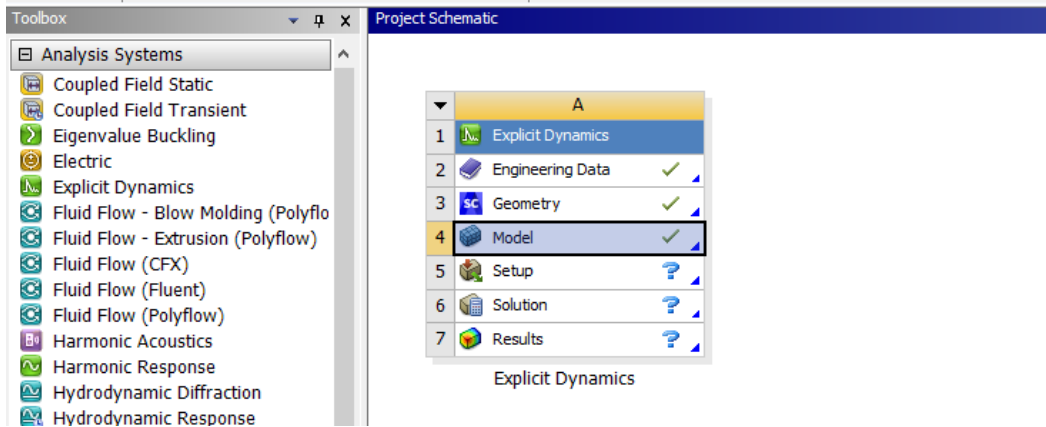 Toolbox
Analysis Systems
Coupled Field Static
Coupled Field Transient
Eigenvalue Buckling
Electric
Explicit Dynamics
Fluid Flow - Blow Molding (Polyflo
Fluid Flow - Extrusion (Polyflow)
Fluid Flow (CFX)
Fluid Flow (Fluent)
Fluid Flow (Polyflow)
Harmonic Acoustics
Harmonic Response
Hydrodynamic Diffraction
Hydrodynamic Response
Project Schematic
A
1 Explicit Dynamics
2 Engineering Data
3 SC Geometry
4 Model
5 Setup ?
6 Solution ?
7 Results ?
Explicit Dynamics